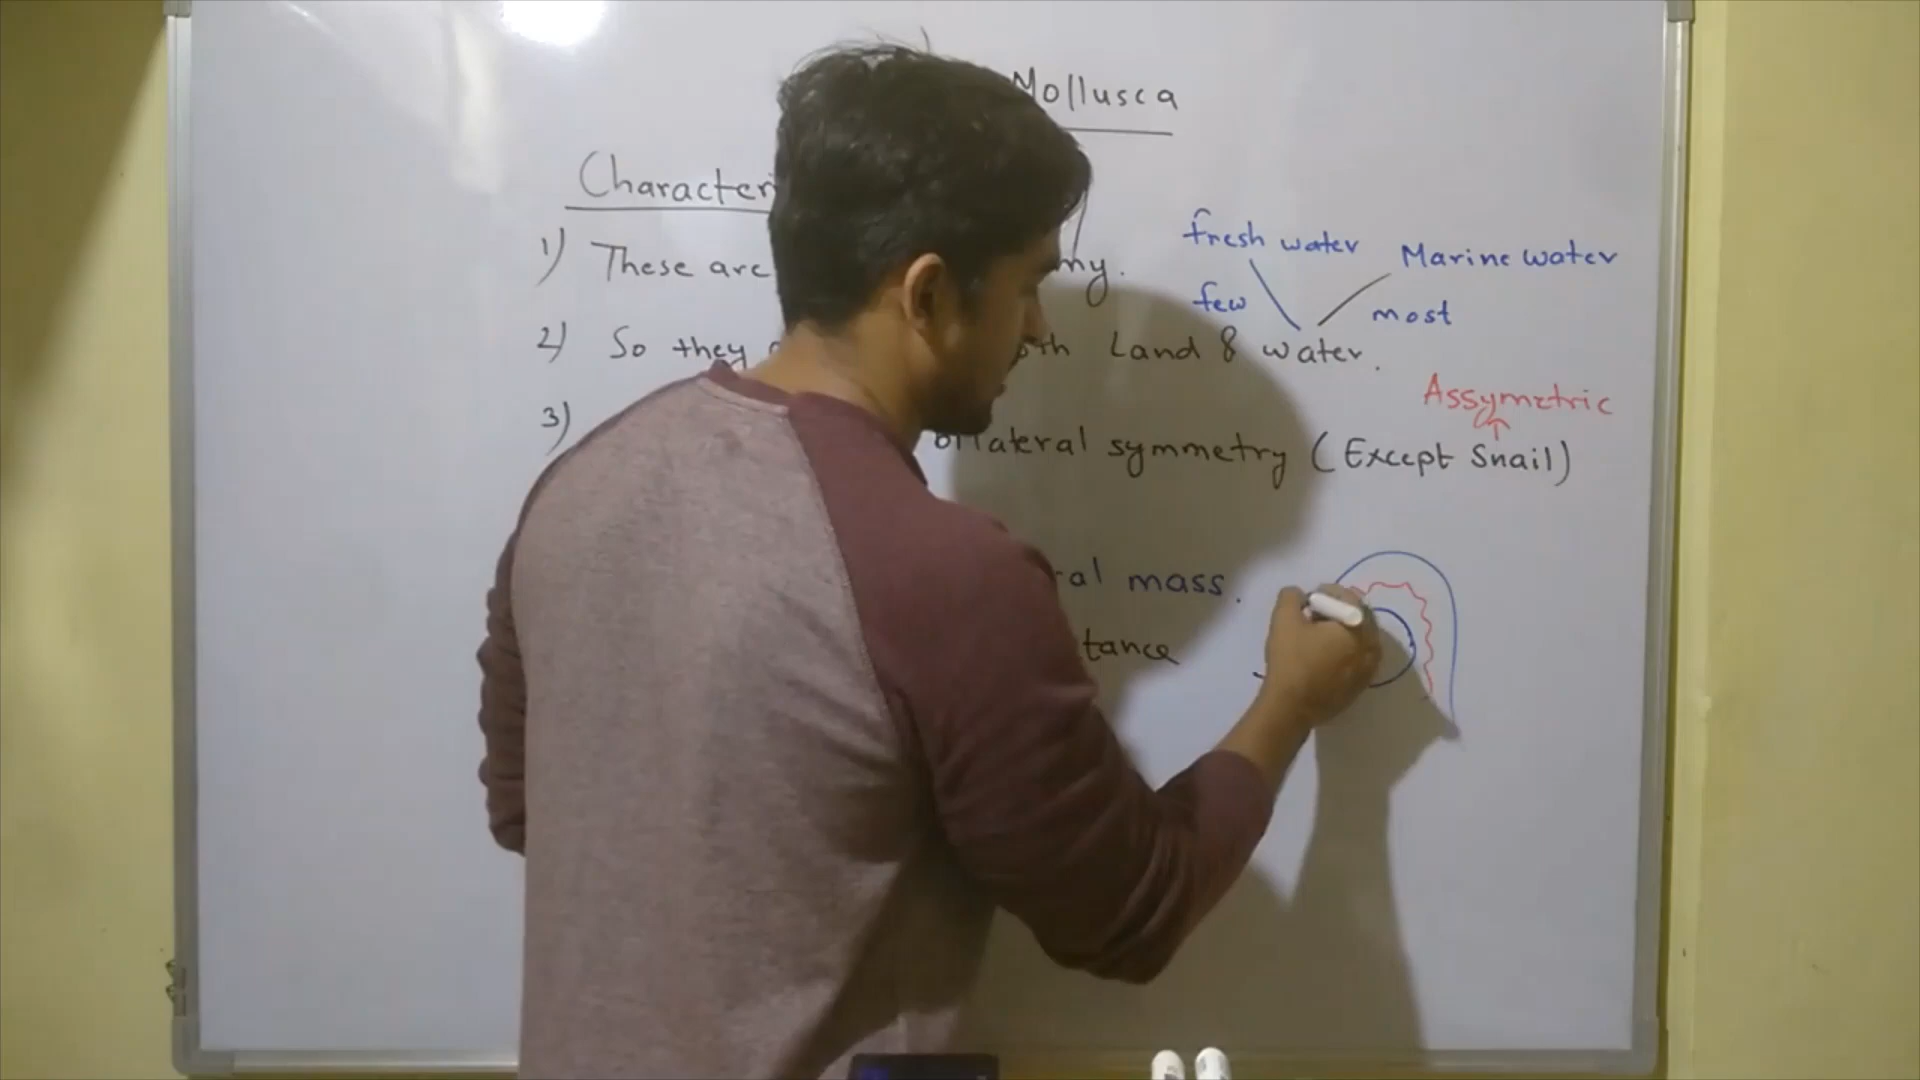 Mollusca
Characteri
1) These are my.
fresh water Marine water
few most
2) So they oth Land & water.
Assymetric
3) bilateral symmetry (Except Snail)
ral mass.
tance